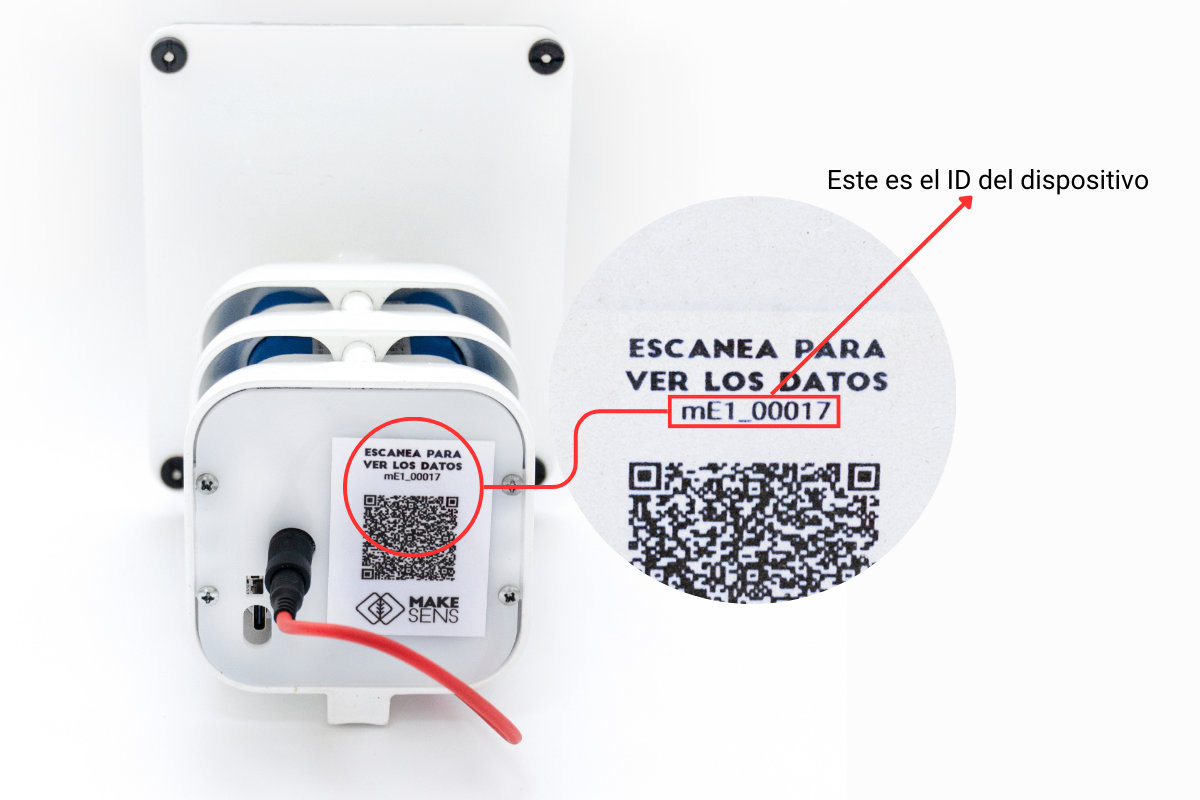 Este es el ID del dispositivo
ESCANEA PARA
VER LOS DATOS
mE1_00017
ESCANEA PARA
VER LOS DATOS
mE1_00017
MAKE
SENS